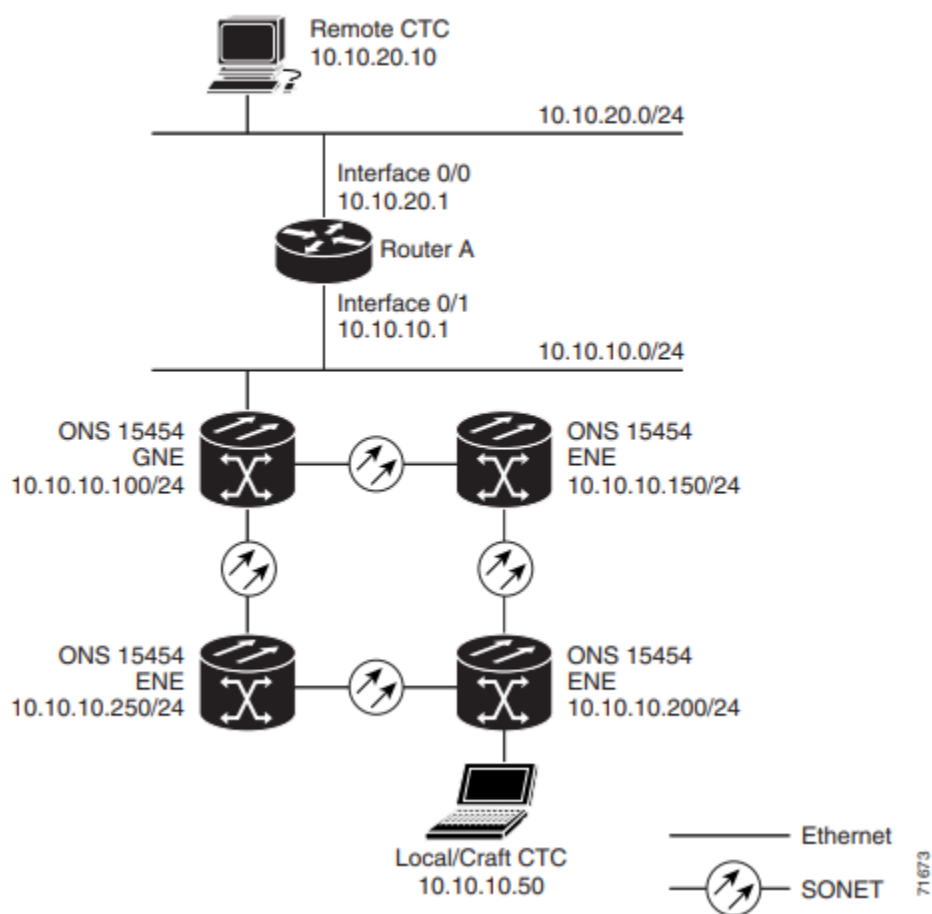 Remote CTC
10.10.20.10
10.10.20.0/24
Interface 0/0
10.10.20.1
Router A
Interface 0/1
10.10.10.1
10.10.10.0/24
ONS 15454
GNE
10.10.10.100/24
ONS 15454
ENE
10.10.10.150/24
ONS 15454
ENE
10.10.10.250/24
ONS 15454
ENE
10.10.10.200/24
Local/Craft CTC
10.10.10.50
Ethernet
SONET
71673